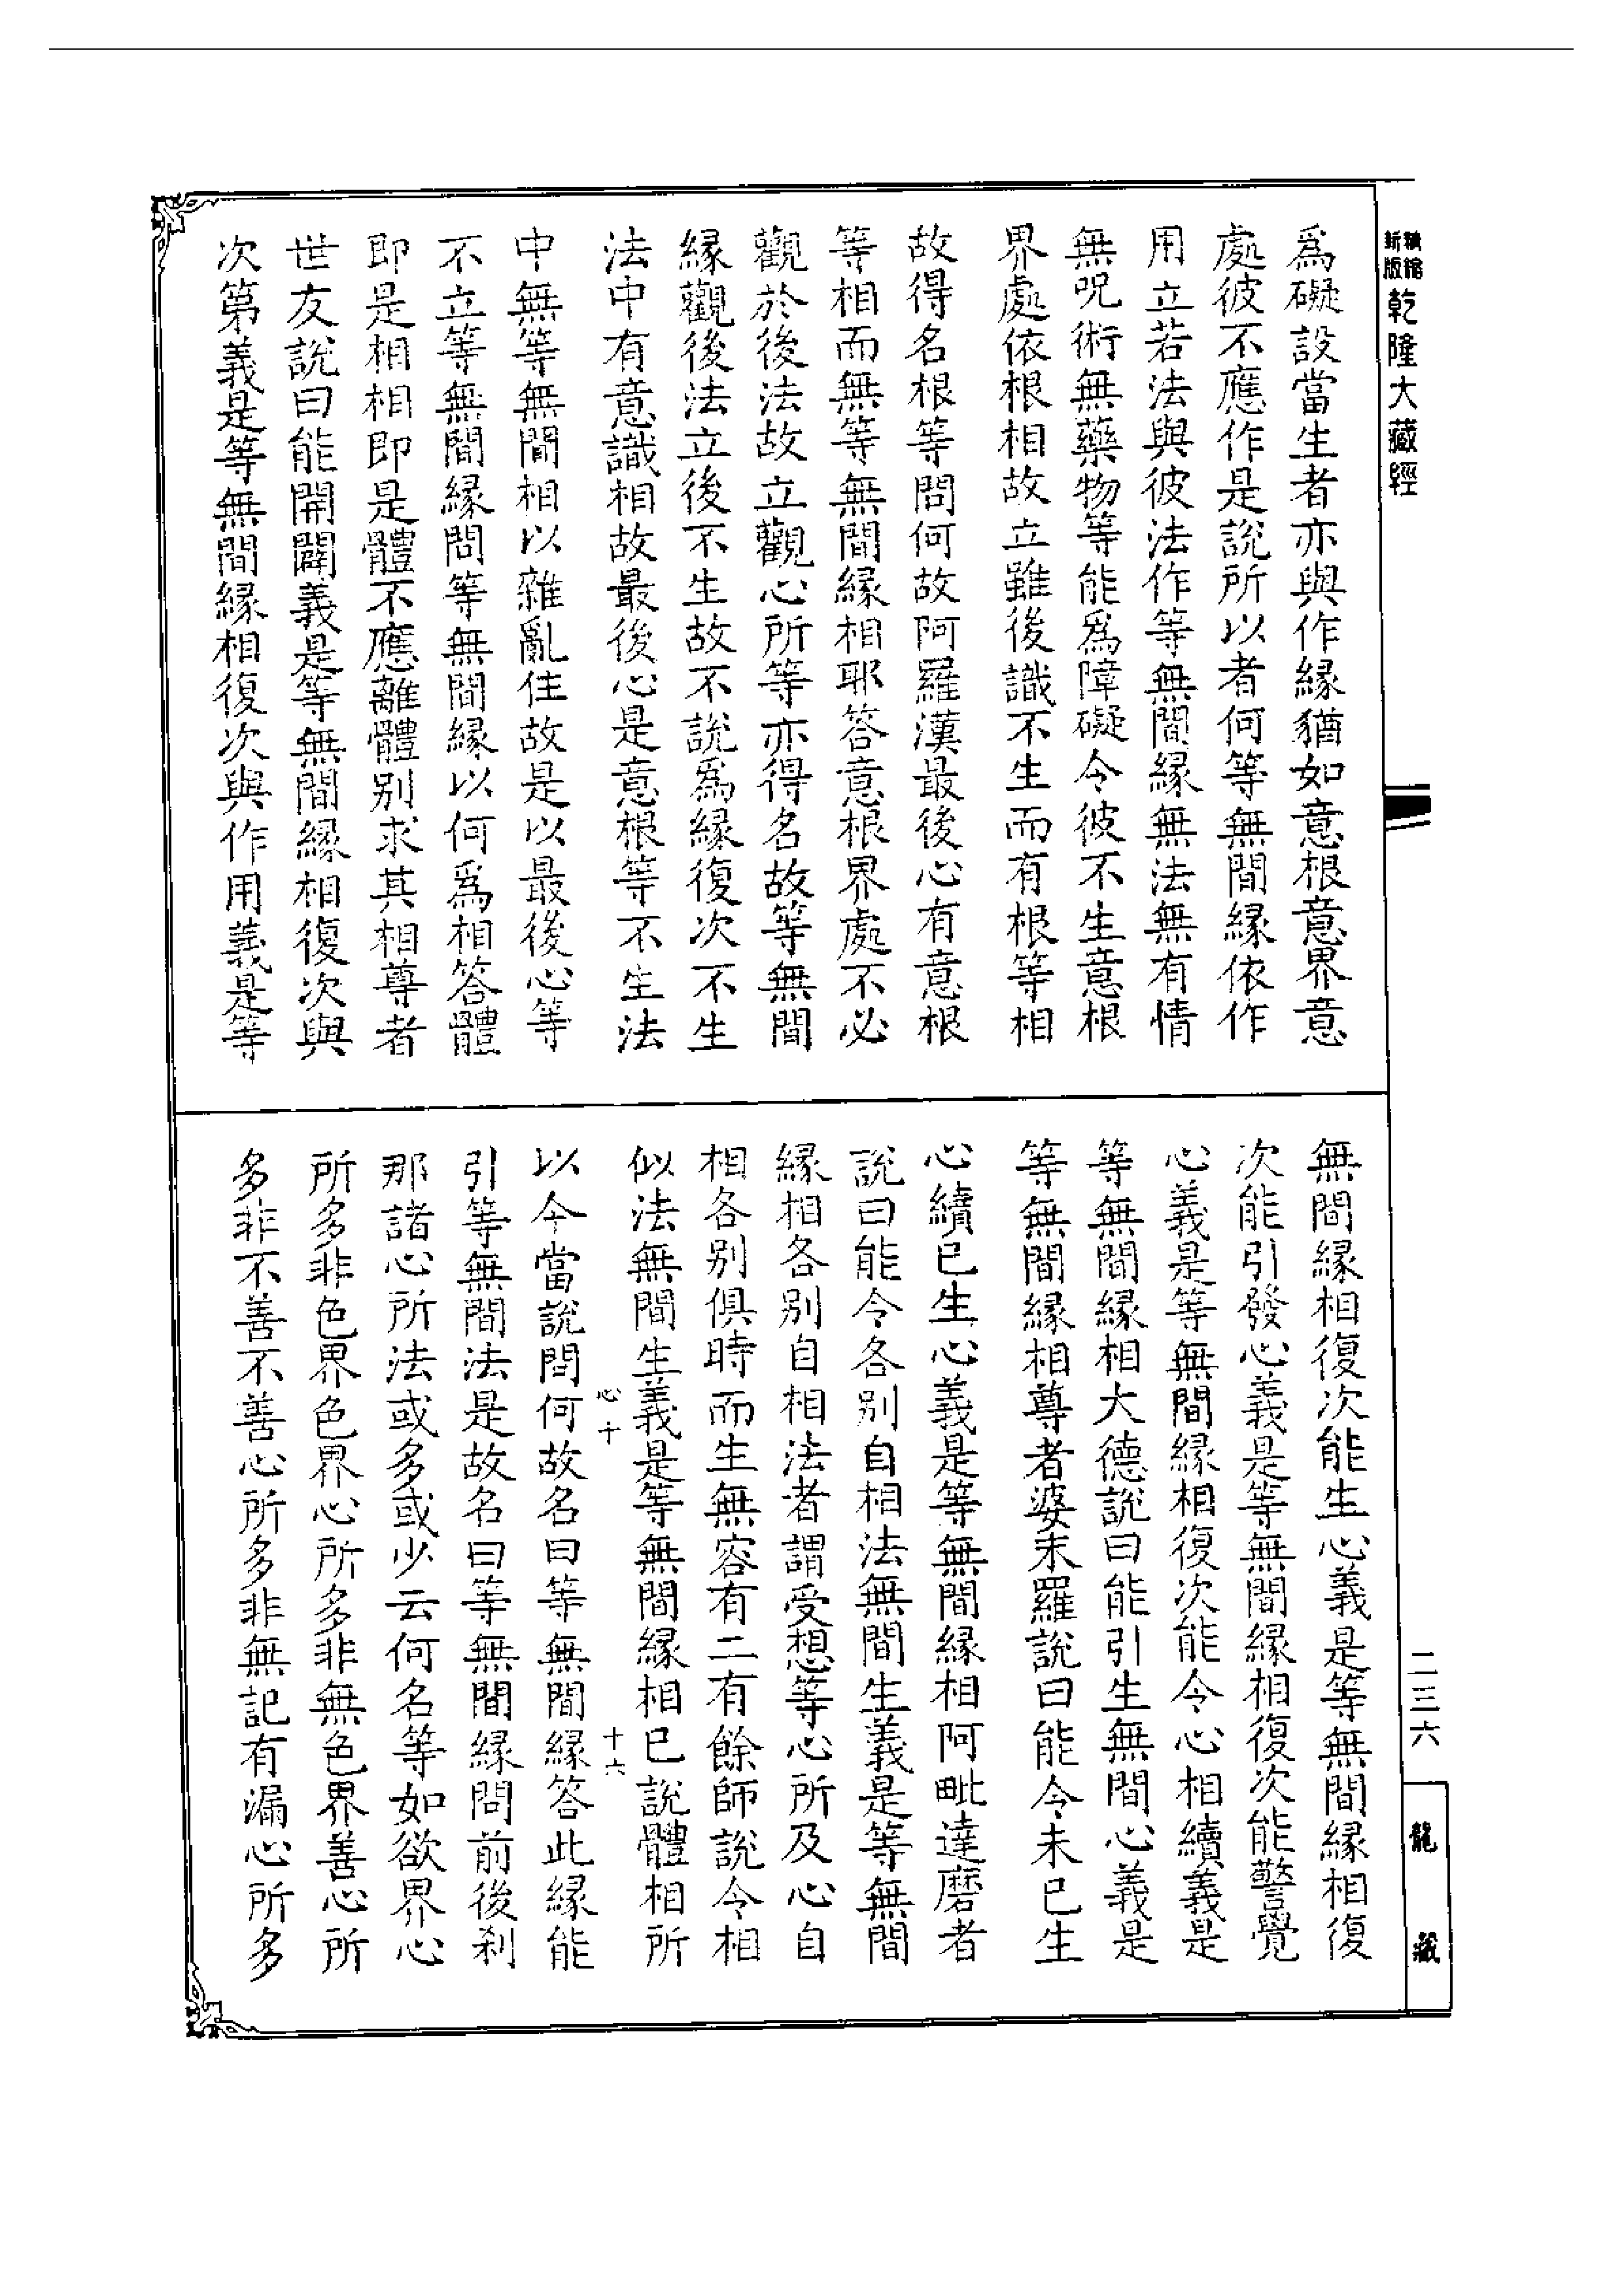 新版 精縮 乾隆大藏經
爲礙設當生者亦與作緣猶如意根意界意
處彼不應作是說所以者何等無間緣依作
用立若法與彼法作等無間緣無法無有情
無呪術無藥物等能爲障礙令彼不生意根
界處依根相故立雖後識不生而有根等相
故得名根等問何故阿羅漢最後心有意根
等相而無等無間緣相耶答意根界處不必
觀於後法故立觀心所等亦得名故等無間
緣觀後法立後不生故不說爲緣復次不生
法中有意識相故最後心是意根等不生法
中無等無間相以雜亂住故是以最後心等
不立等無間緣問等無間緣以何爲相答體
即是相相即是體不應離體別求其相尊者
世友說曰能開闢義是等無間緣相復次與
次第義是等無間緣相復次與作用義是等
無間緣相復次能生心義是等無間緣相復
次能引發心義是等無間緣相復次能警覺
心義是等無間緣相復次能令心相續義是
等無間緣相大德說曰能引生無間心義是
等無間緣相尊者婆末羅說曰能令未已生
心續已生心義是等無間緣相阿毗達磨者
說曰能令各別自相法無間生義是等無間
緣相各別自相法者謂受想等心所及心自
相各別俱時而生無容有二有餘師說令相
似法無間生義是等無間緣相已說體相所
心十 十六
以今當說問何故名曰等無間緣答此緣能
引等無間法是故名曰等無間緣問前後刹
那諸心所法或多或少云何名等如欲界心
所多非色界色界心所多非無色界善心所
多非不善不善心所多非無記有漏心所多
二三六
龍藏